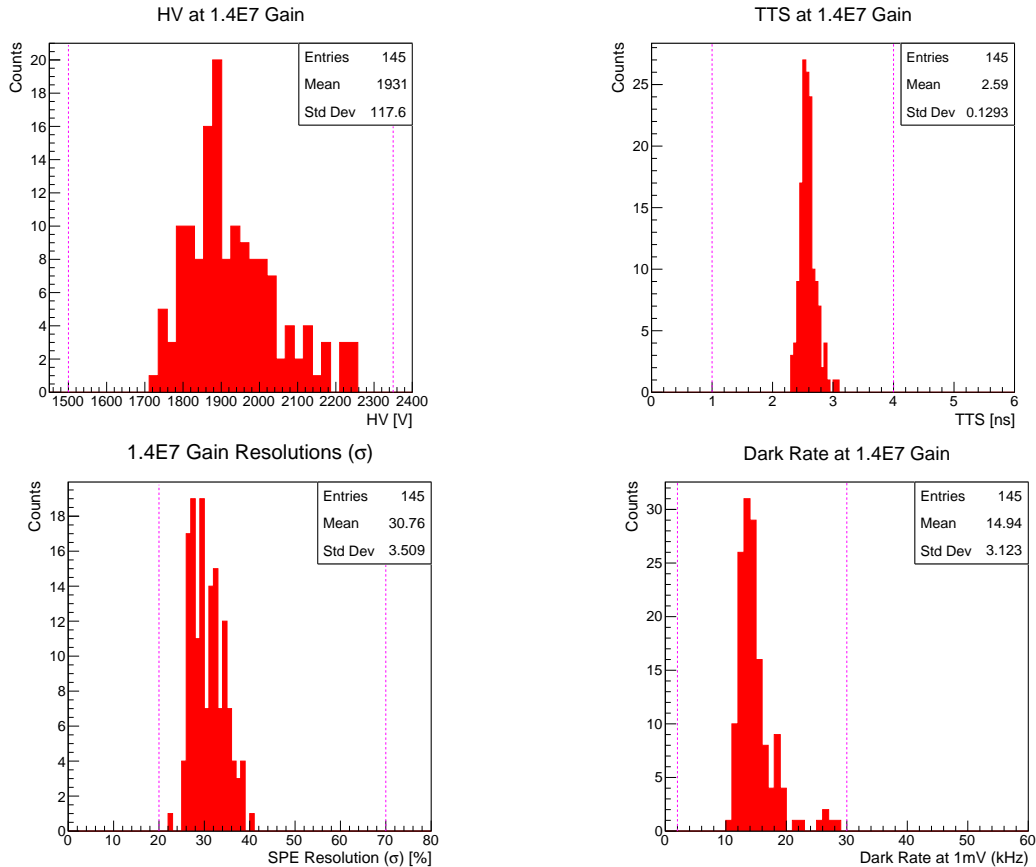 HV at 1.4E7 Gain
Counts
20
18
16
14
12
10
8
6
4
2
0
Entries 145
Mean 1931
Std Dev 117.6
1500 1600 1700 1800 1900 2000 2100 2200 2300 2400
HV [V]
TTS at 1.4E7 Gain
Counts
25
20
15
10
5
0
Entries 145
Mean 2.59
Std Dev 0.1293
0 1 2 3 4 5 6
TTS [ns]
1.4E7 Gain Resolutions (σ)
Counts
18
16
14
12
10
8
6
4
2
0
Entries 145
Mean 30.76
Std Dev 3.509
0 10 20 30 40 50 60 70 80
SPE Resolution (σ) [%]
Dark Rate at 1.4E7 Gain
Counts
30
25
20
15
10
5
0
Entries 145
Mean 14.94
Std Dev 3.123
0 10 20 30 40 50 60
Dark Rate at 1mV (kHz)